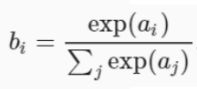 b_i = \frac{\exp(a_i)}{\sum_j \exp(a_j)}